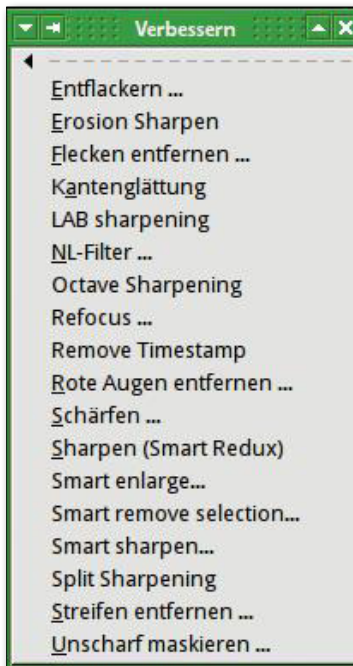 Verbessern
Entflackern ...
Erosion Sharpen
Flecken entfernen ...
Kantenglättung
LAB sharpening
NL-Filter ...
Octave Sharpening
Refocus ...
Remove Timestamp
Rote Augen entfernen ...
Schärfen ...
Sharpen (Smart Redux)
Smart enlarge...
Smart remove selection...
Smart sharpen...
Split Sharpening
Streifen entfernen ...
Unscharf maskieren ...